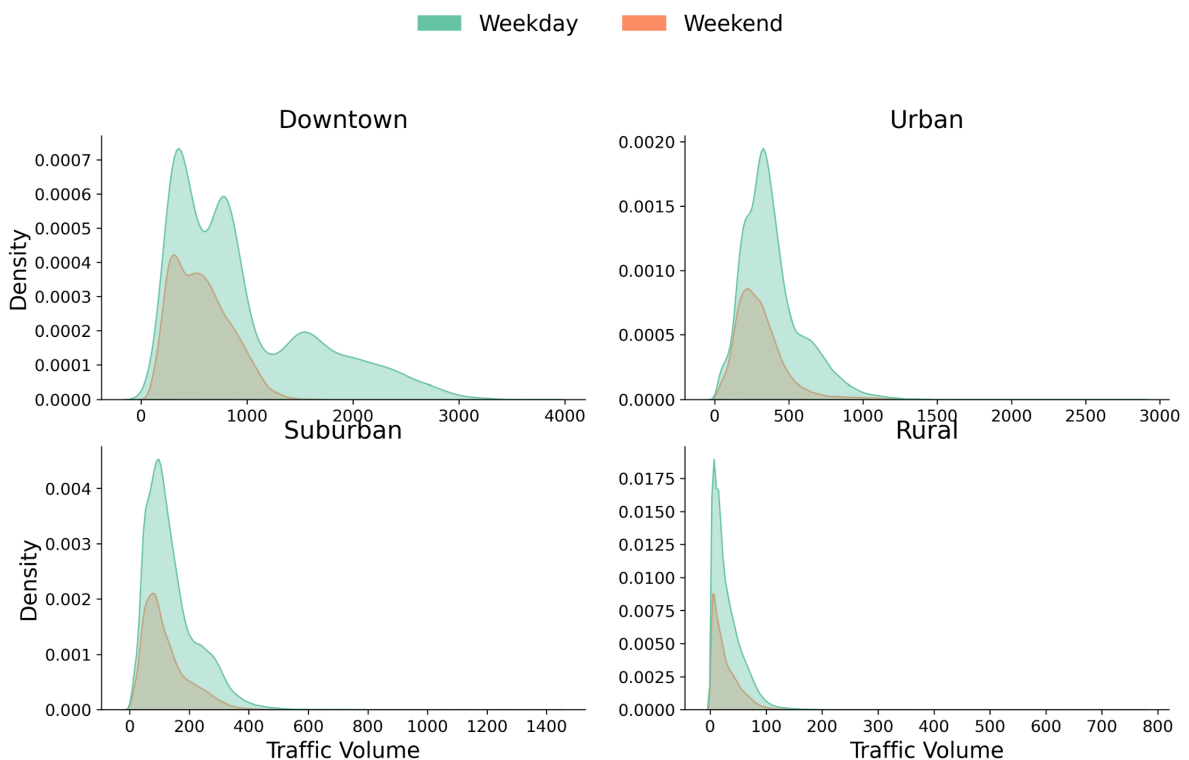 Weekday Weekend
Downtown
Density
0.0007
0.0006
0.0005
0.0004
0.0003
0.0002
0.0001
0.0000
0 1000 2000 3000 4000
Urban
0.0020
0.0015
0.0010
0.0005
0.0000
0 500 1000 1500 2000 2500 3000
Suburban
Density
0.004
0.003
0.002
0.001
0.000
0 200 400 600 800 1000 1200 1400
Traffic Volume
Rural
0.0175
0.0150
0.0125
0.0100
0.0075
0.0050
0.0025
0.0000
0 100 200 300 400 500 600 700 800
Traffic Volume